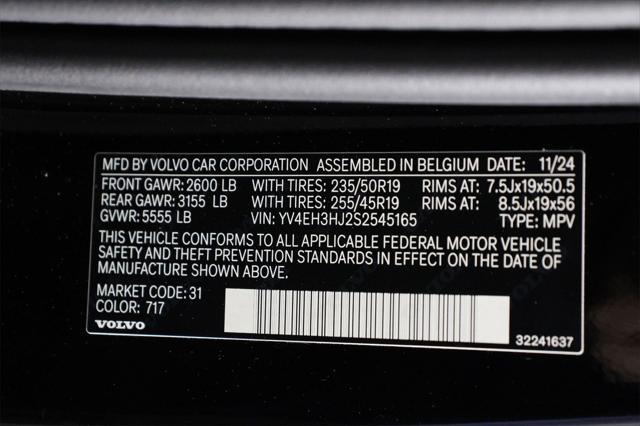 MFD BY VOLVO CAR CORPORATION ASSEMBLED IN BELGIUM DATE: 11/24
FRONT GAWR: 2600 LB WITH TIRES: 235/50R19 RIMS AT: 7.5Jx19x50.5
REAR GAWR: 3155 LB WITH TIRES: 255/45R19 RIMS AT: 8.5Jx19x56
GVWR: 5555 LB VIN: YV4EH3HJ2S2545165 TYPE: MPV
THIS VEHICLE CONFORMS TO ALL APPLICABLE FEDERAL MOTOR VEHICLE
SAFETY AND THEFT PREVENTION STANDARDS IN EFFECT ON THE DATE OF
MANUFACTURE SHOWN ABOVE.
MARKET CODE: 31
COLOR: 717
VOLVO
32241637